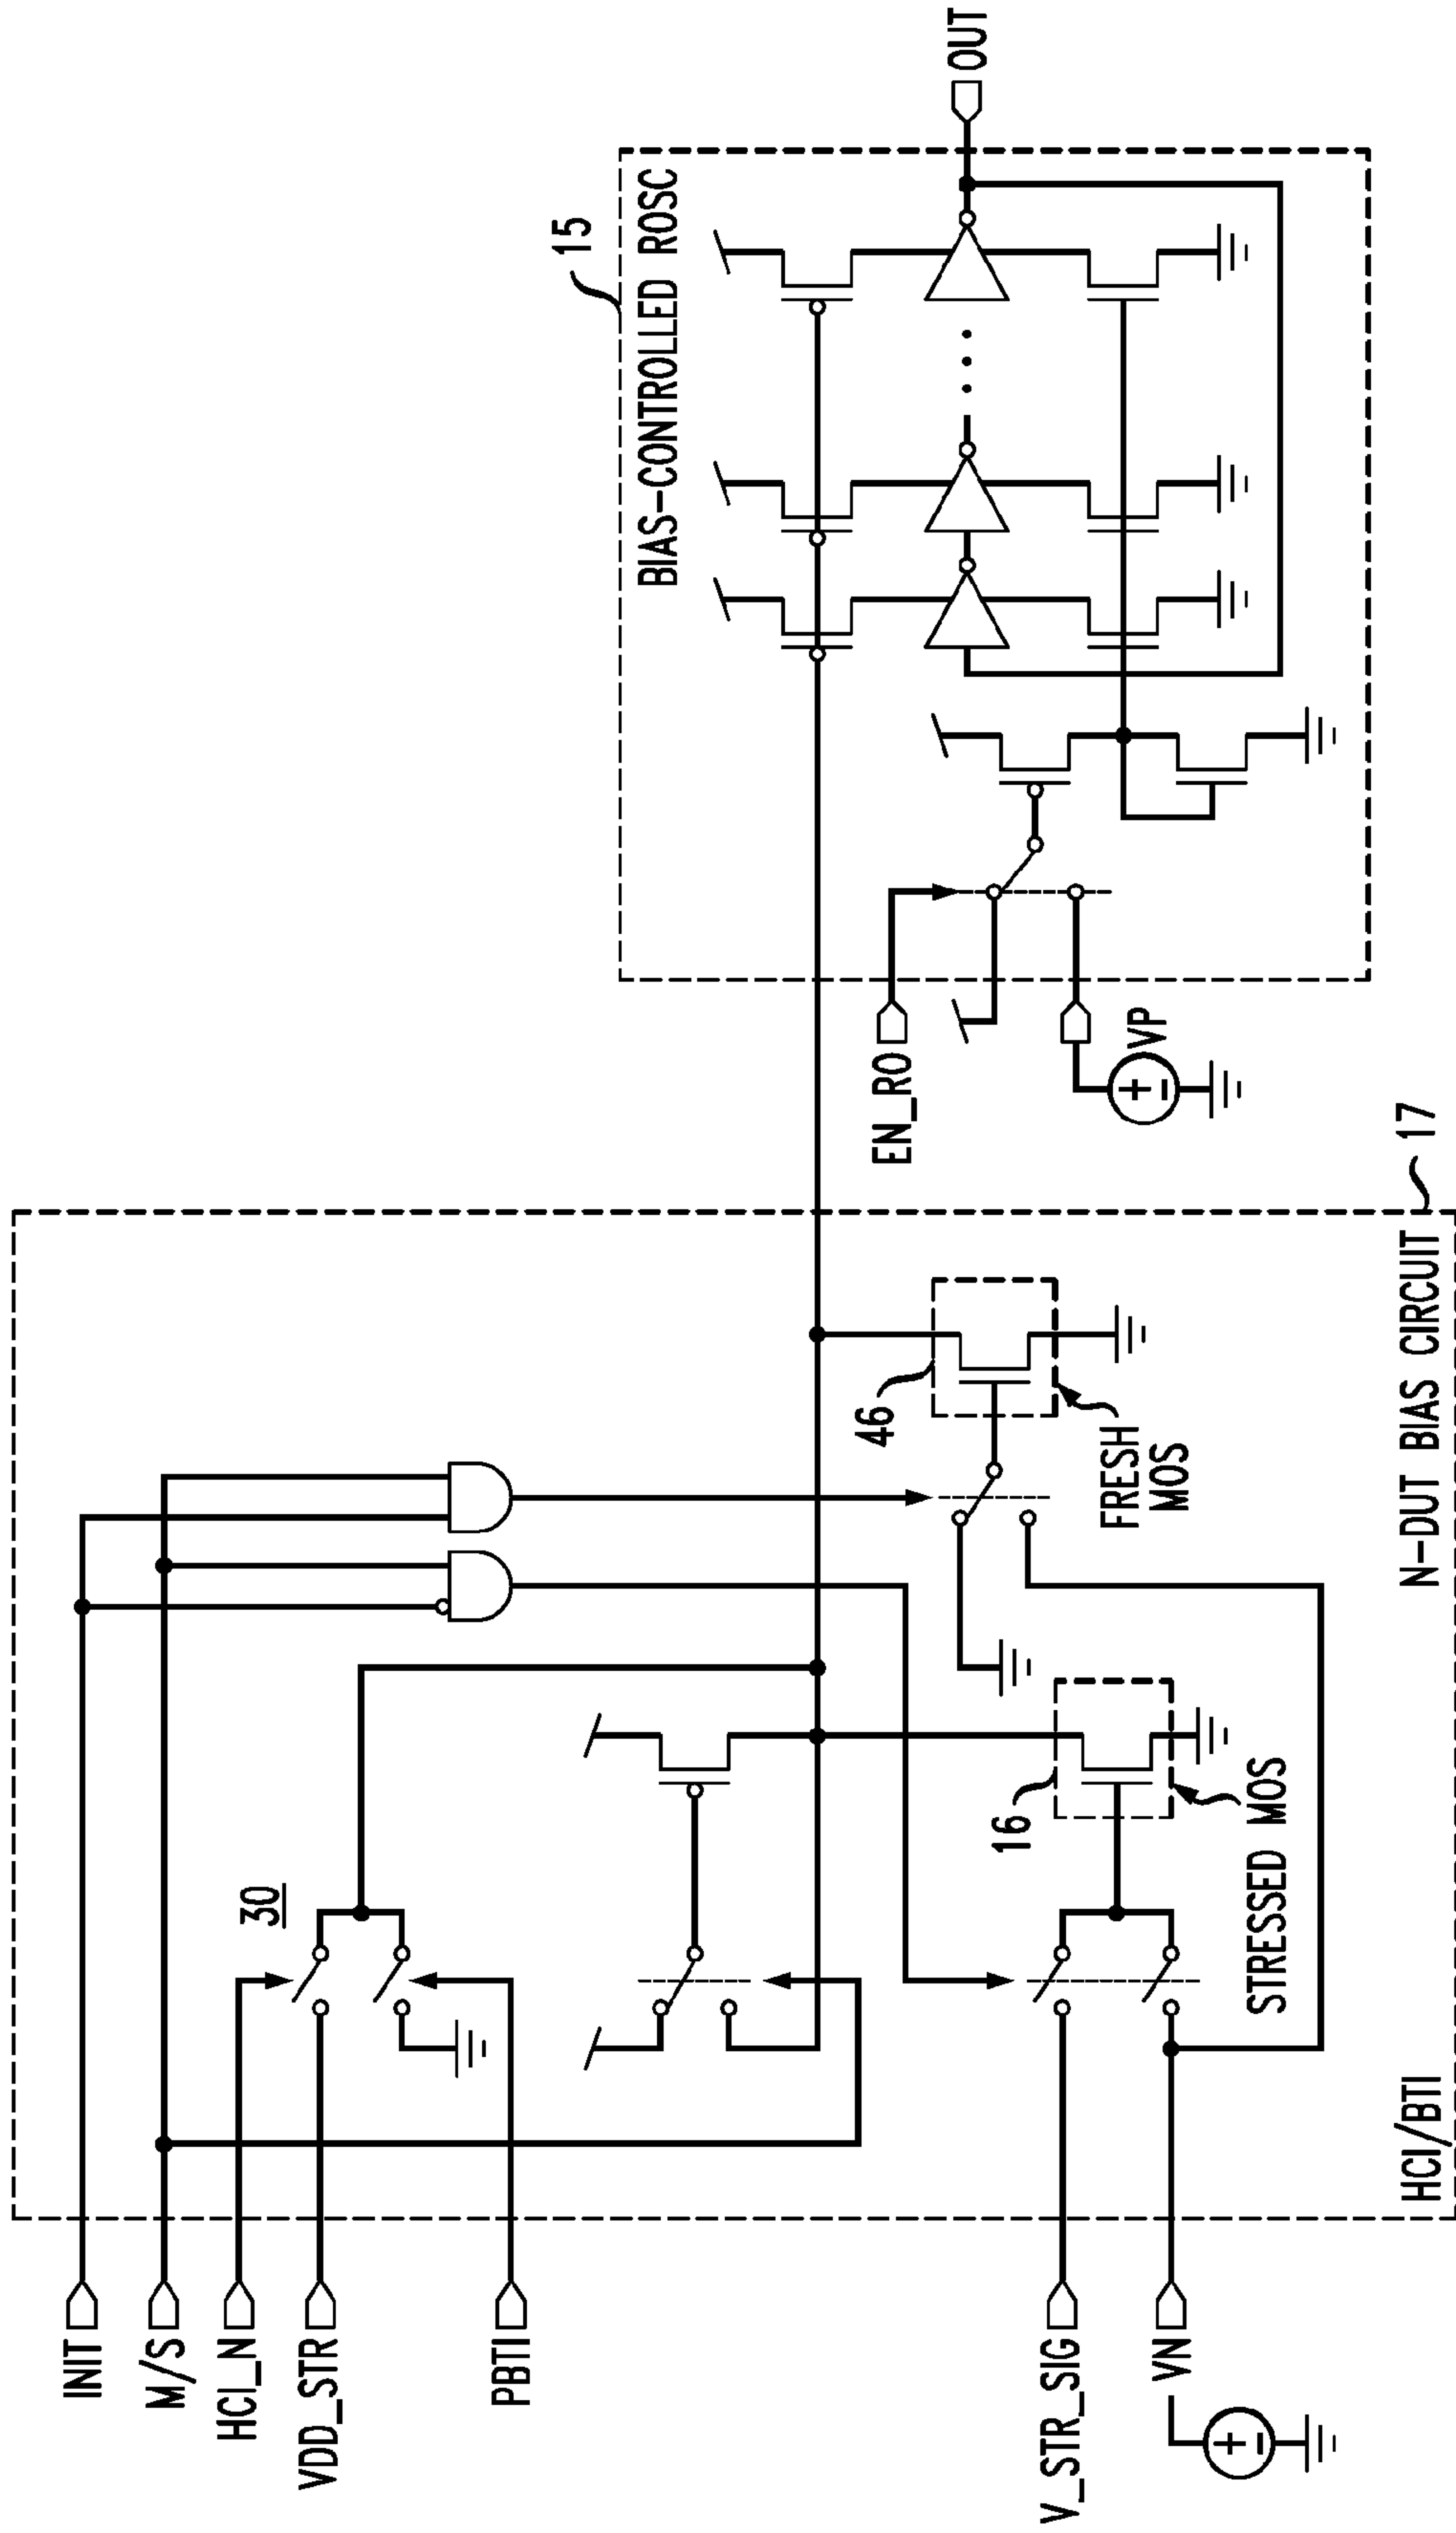 INIT
M/S
HCI_N
VDD_STR
PBTI
V_STR_SIG
VN
30
16
STRESSED MOS
46
FRESH
MOS
HCI/BTI
N-DUT BIAS CIRCUIT
17
EN_RO
VP
15
BIAS-CONTROLLED ROSC
OUT